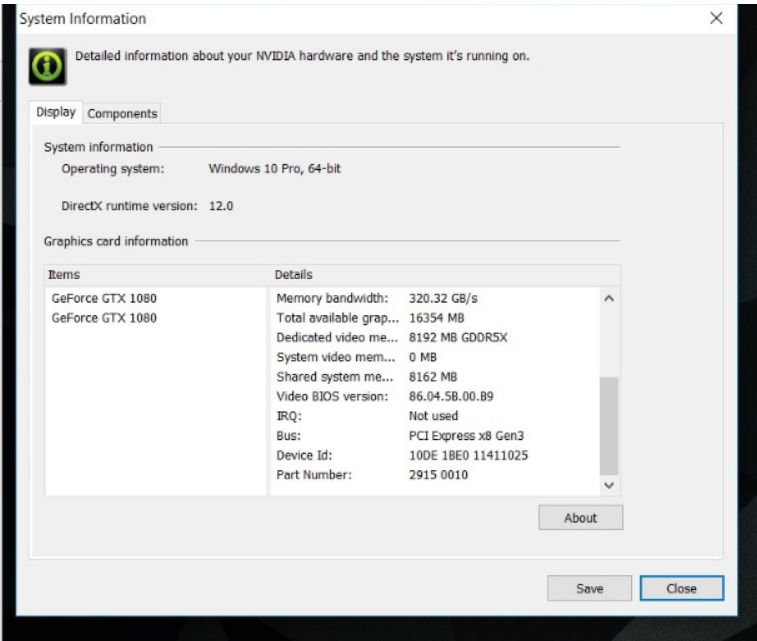 System Information
Detailed information about your NVIDIA hardware and the system it's running on.
Display Components
System information
Operating system: Windows 10 Pro, 64-bit
DirectX runtime version: 12.0
Graphics card information
Items Details
GeForce GTX 1080 Memory bandwidth: 320.32 GB/s
GeForce GTX 1080 Total available grap... 16354 MB
Dedicated video me... 8192 MB GDDR5X
System video mem... 0 MB
Shared system me... 8162 MB
Video BIOS version: 86.04.5B.00.B9
IRQ: Not used
Bus: PCI Express x8 Gen3
Device Id: 10DE 1BE0 11411025
Part Number: 2915 0010
About
Save Close